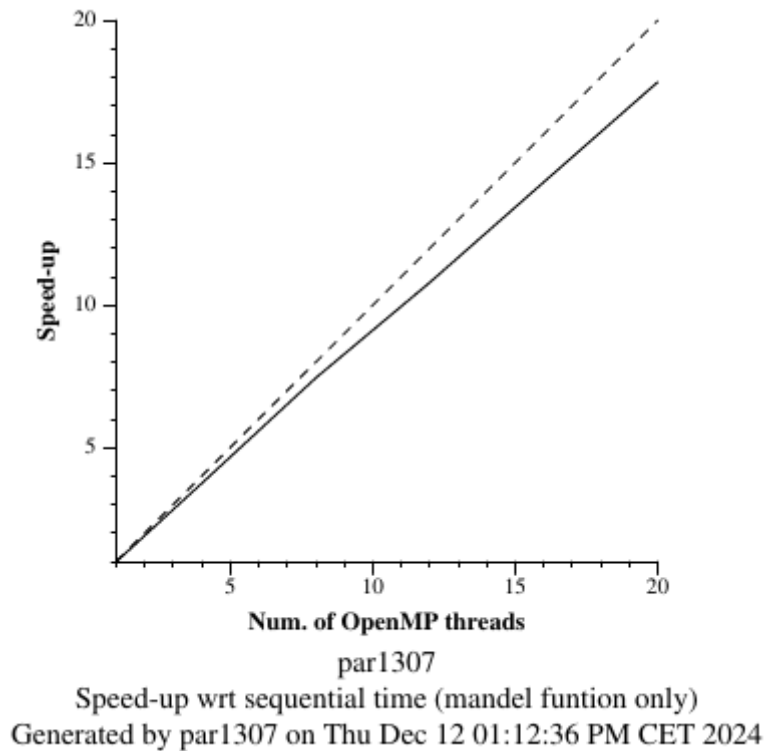 20
15
10
5
Speed-up
5 10 15 20
Num. of OpenMP threads
par1307
Speed-up wrt sequential time (mandel funtion only)
Generated by par1307 on Thu Dec 12 01:12:36 PM CET 2024